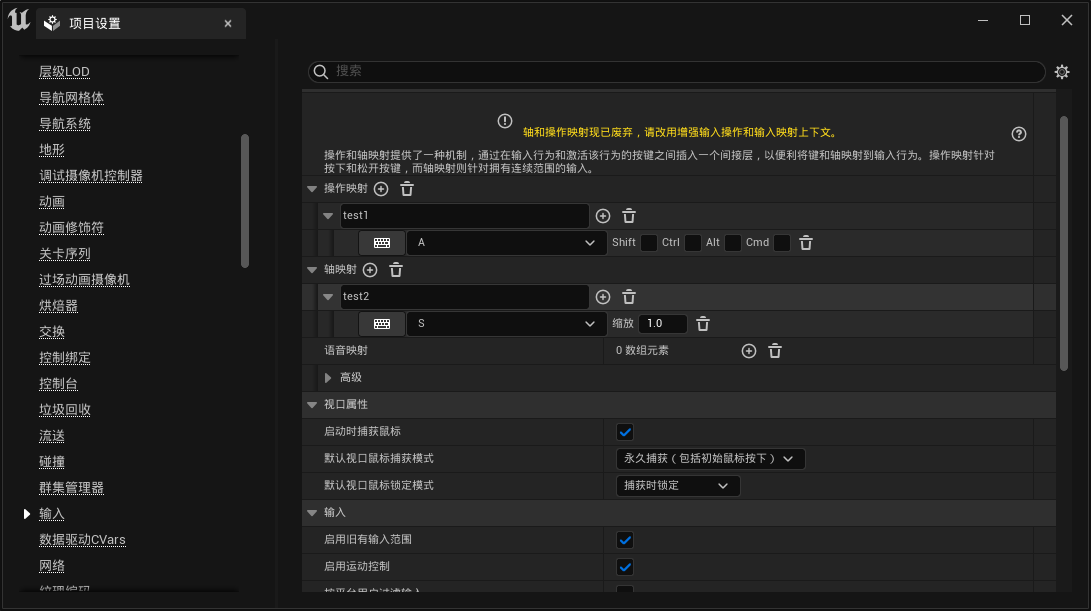 项目设置
层级LOD
导航网格体
导航系统
地形
调试摄像机控制器
动画
动画修饰符
关卡序列
过场动画摄像机
烘焙器
交换
控制绑定
控制台
垃圾回收
流送
碰撞
群集管理器
输入
数据驱动CVars
网络
纹理编码
搜索
轴和操作映射现已废弃，请改用增强输入操作和输入映射上下文。
操作和轴映射提供了一种机制，通过在输入行为和激活该行为的按键之间插入一个间接层，以便利将键和轴映射到输入行为。操作映射针对
按下和松开按键，而轴映射则针对拥有连续范围的输入。
操作映射
test1
A Shift Ctrl Alt Cmd
轴映射
test2
S 缩放 1.0
语音映射 0 数组元素
高级
视口属性
启动时捕获鼠标
默认视口鼠标捕获模式 永久捕获（包括初始鼠标按下）
默认视口鼠标锁定模式 捕获时锁定
输入
启用旧有输入范围
启用运动控制
按平台用户过滤输入